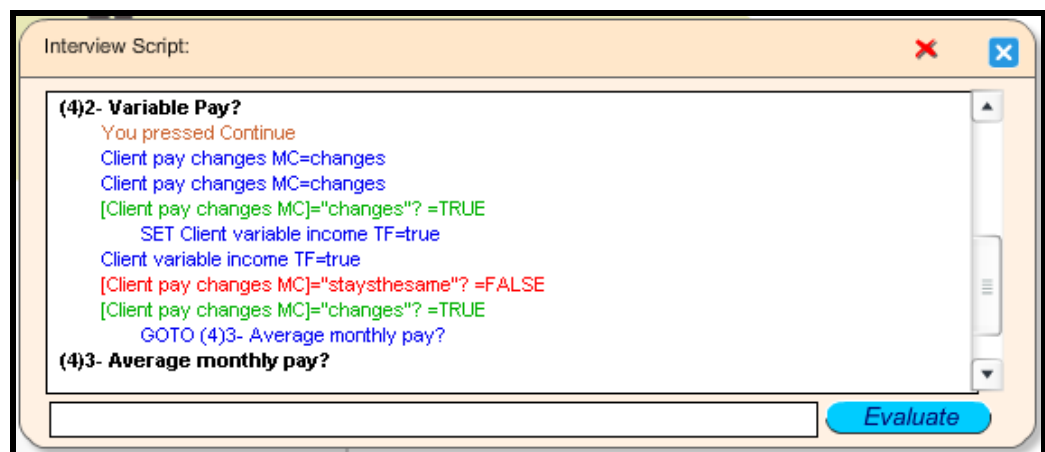 Interview Script:
(4)2- Variable Pay?
You pressed Continue
Client pay changes MC=changes
Client pay changes MC=changes
[Client pay changes MC]="changes"? =TRUE
SET Client variable income TF=true
Client variable income TF=true
[Client pay changes MC]="staysthesame"? =FALSE
[Client pay changes MC]="changes"? =TRUE
GOTO (4)3- Average monthly pay?
(4)3- Average monthly pay?
Evaluate